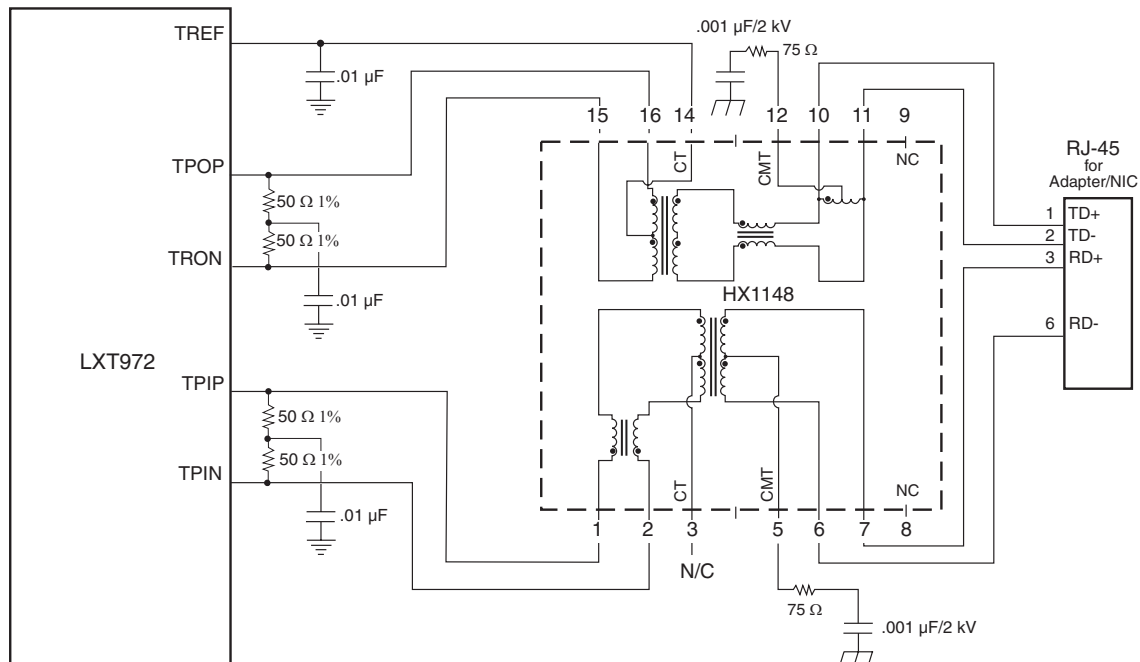 TREF
.01 µF
.001 µF/2 kV
75 Ω
15
16
14
12
10
11
9
CT
CMT
NC
RJ-45
for
Adapter/NIC
TPOP
50 Ω 1%
50 Ω 1%
TRON
.01 µF
1 TD+
2 TD-
3 RD+
6 RD-
HX1148
LXT972
TPIP
50 Ω 1%
50 Ω 1%
TPIN
.01 µF
CT
CMT
NC
1
2
3
5
6
7
8
N/C
75 Ω
.001 µF/2 kV